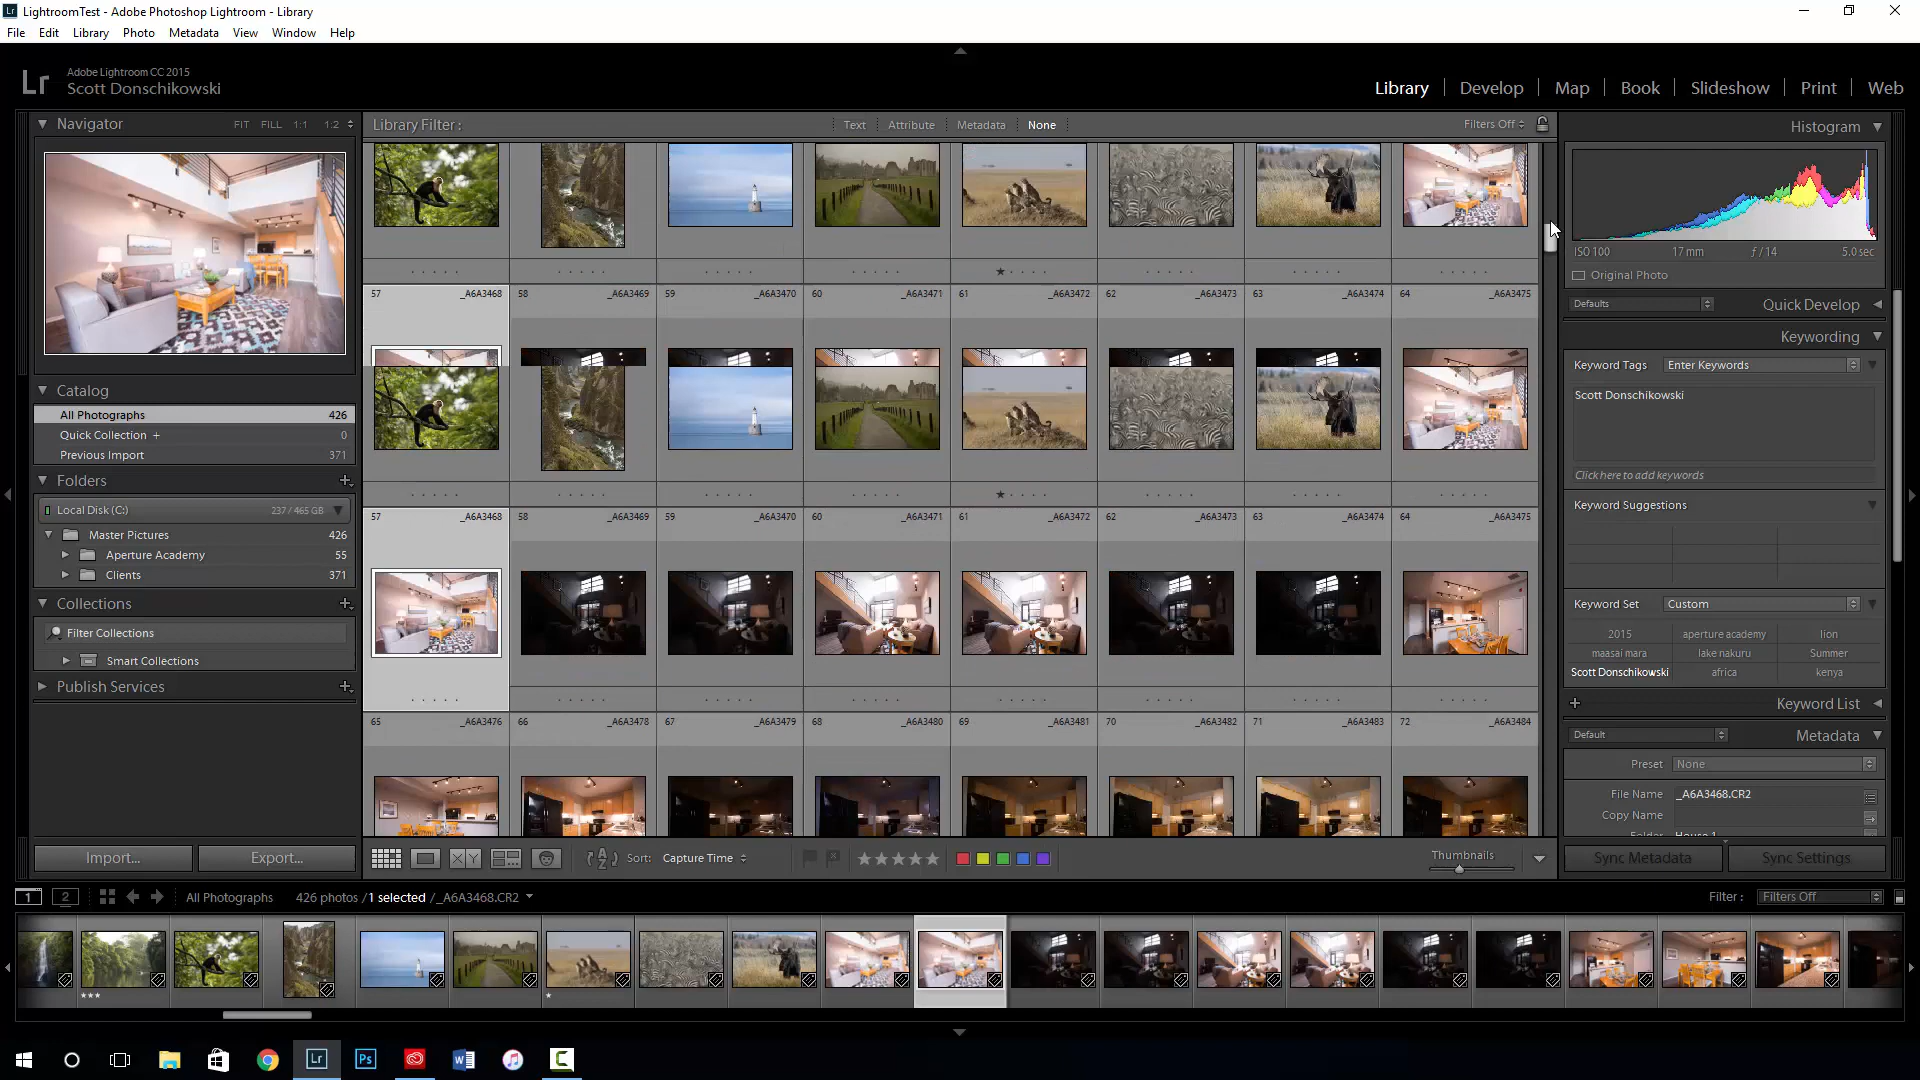 LightroomTest - Adobe Photoshop Lightroom - Library
File Edit Library Photo Metadata View Window Help
Lr Adobe Lightroom CC 2015
Scott Donschikowski
Library Develop Map Book Slideshow Print Web
Navigator FIT FILL 1:1 1:2
Library Filter : Text Attribute Metadata None Filters Off
Histogram
ISO 100 17 mm ƒ / 14 5.0 sec
Original Photo
Defaults Quick Develop
Keywording
Keyword Tags Enter Keywords
Scott Donschikowski
Click here to add keywords
Keyword Suggestions
Keyword Set Custom
2015 aperture academy lion
maasai mara lake nakuru Summer
Scott Donschikowski africa kenya
Keyword List
Default Metadata
Preset None
File Name _A6A3468.CR2
Copy Name
Folder House 1
Sync Metadata Sync Settings
Catalog
All Photographs 426
Quick Collection + 0
Previous Import 371
Folders
Local Disk (C:) 237 / 465 GB
Master Pictures 426
Aperture Academy 55
Clients 371
Collections
Filter Collections
Smart Collections
Publish Services
Import... Export...
57 _A6A3468 58 _A6A3469 59 _A6A3470 60 _A6A3471 61 _A6A3472 62 _A6A3473 63 _A6A3474 64 _A6A3475
57 _A6A3468 58 _A6A3469 59 _A6A3470 60 _A6A3471 61 _A6A3472 62 _A6A3473 63 _A6A3474 64 _A6A3475
65 _A6A3476 66 _A6A3478 67 _A6A3479 68 _A6A3480 69 _A6A3481 70 _A6A3482 71 _A6A3483 72 _A6A3484
Sort: Capture Time Thumbnails
1 2 All Photographs 426 photos / 1 selected / _A6A3468.CR2 Filter : Filters Off
Lr Ps